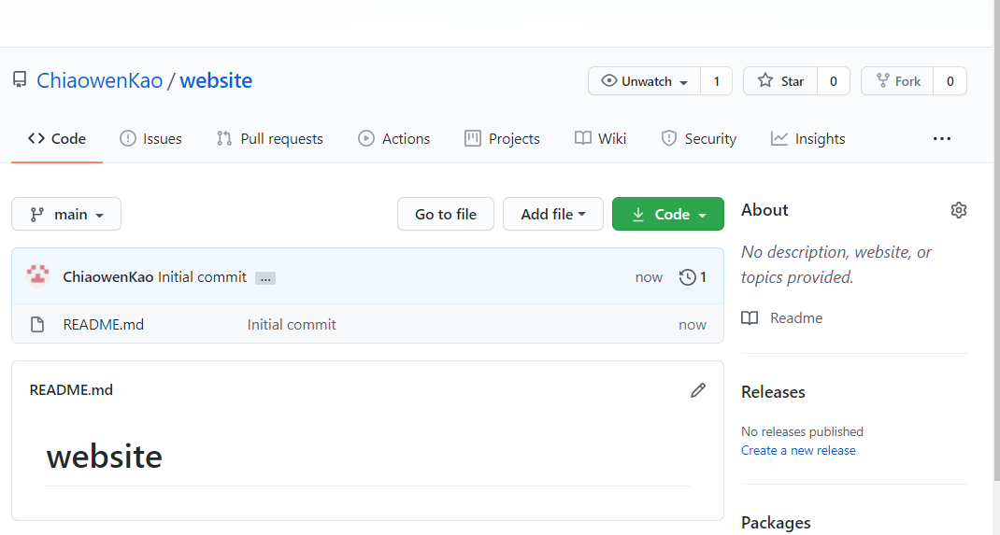 ChiaowenKao / website
Unwatch 1 Star 0 Fork 0
Code Issues Pull requests Actions Projects Wiki Security Insights ...
main Go to file Add file Code
ChiaowenKao Initial commit ... now 1
README.md Initial commit now
README.md
website
About
No description, website, or
topics provided.
Readme
Releases
No releases published
Create a new release
Packages